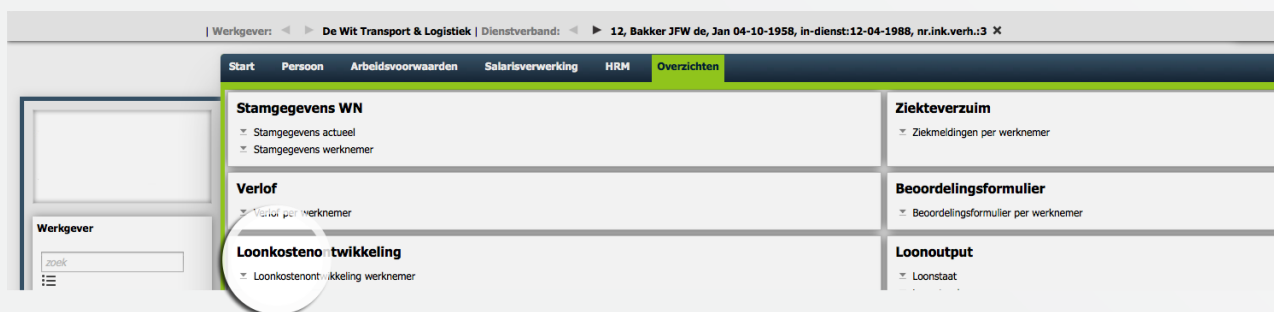 | Werkgever: De Wit Transport & Logistiek | Dienstverband: 12, Bakker JFW de, Jan 04-10-1958, in-dienst:12-04-1988, nr.ink.verh.:3 X
Start Persoon Arbeidsvoorwaarden Salarisverwerking HRM Overzichten
Stamgegevens WN
Stamgegevens actueel
Stamgegevens werknemer
Ziekteverzuim
Ziekmeldingen per werknemer
Verlof
Verlof per werknemer
Beoordelingsformulier
Beoordelingsformulier per werknemer
Werkgever
zoek
Loonkostenontwikkeling
Loonkostenontwikkeling werknemer
Loonoutput
Loonstaat